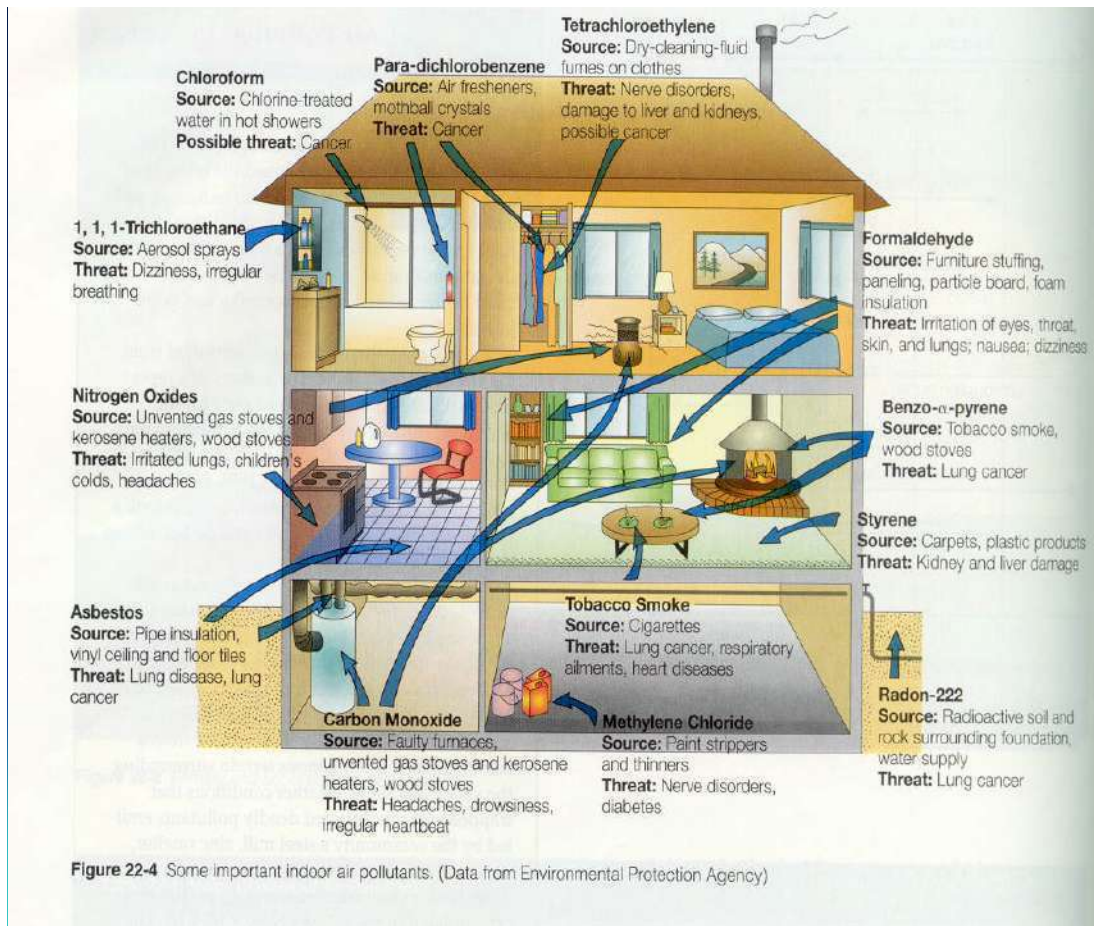 Tetrachloroethylene
Source: Dry-cleaning-fluid
fumes on clothes
Threat: Nerve disorders,
damage to liver and kidneys,
possible cancer
Para-dichlorobenzene
Source: Air fresheners,
mothball crystals
Threat: Cancer
Chloroform
Source: Chlorine-treated
water in hot showers
Possible threat: Cancer
1, 1, 1-Trichloroethane
Source: Aerosol sprays
Threat: Dizziness, irregular
breathing
Formaldehyde
Source: Furniture stuffing,
paneling, particle board, foam
insulation
Threat: Irritation of eyes, throat,
skin, and lungs; nausea; dizziness
Nitrogen Oxides
Source: Unvented gas stoves and
kerosene heaters, wood stoves
Threat: Irritated lungs, children's
colds, headaches
Benzo-α-pyrene
Source: Tobacco smoke,
wood stoves
Threat: Lung cancer
Styrene
Source: Carpets, plastic products
Threat: Kidney and liver damage
Asbestos
Source: Pipe insulation,
vinyl ceiling and floor tiles
Threat: Lung disease, lung
cancer
Tobacco Smoke
Source: Cigarettes
Threat: Lung cancer, respiratory
ailments, heart diseases
Radon-222
Source: Radioactive soil and
rock surrounding foundation,
water supply
Threat: Lung cancer
Carbon Monoxide
Source: Faulty furnaces,
unvented gas stoves and kerosene
heaters, wood stoves
Threat: Headaches, drowsiness,
irregular heartbeat
Methylene Chloride
Source: Paint strippers
and thinners
Threat: Nerve disorders,
diabetes
Figure 22-4 Some important indoor air pollutants. (Data from Environmental Protection Agency)